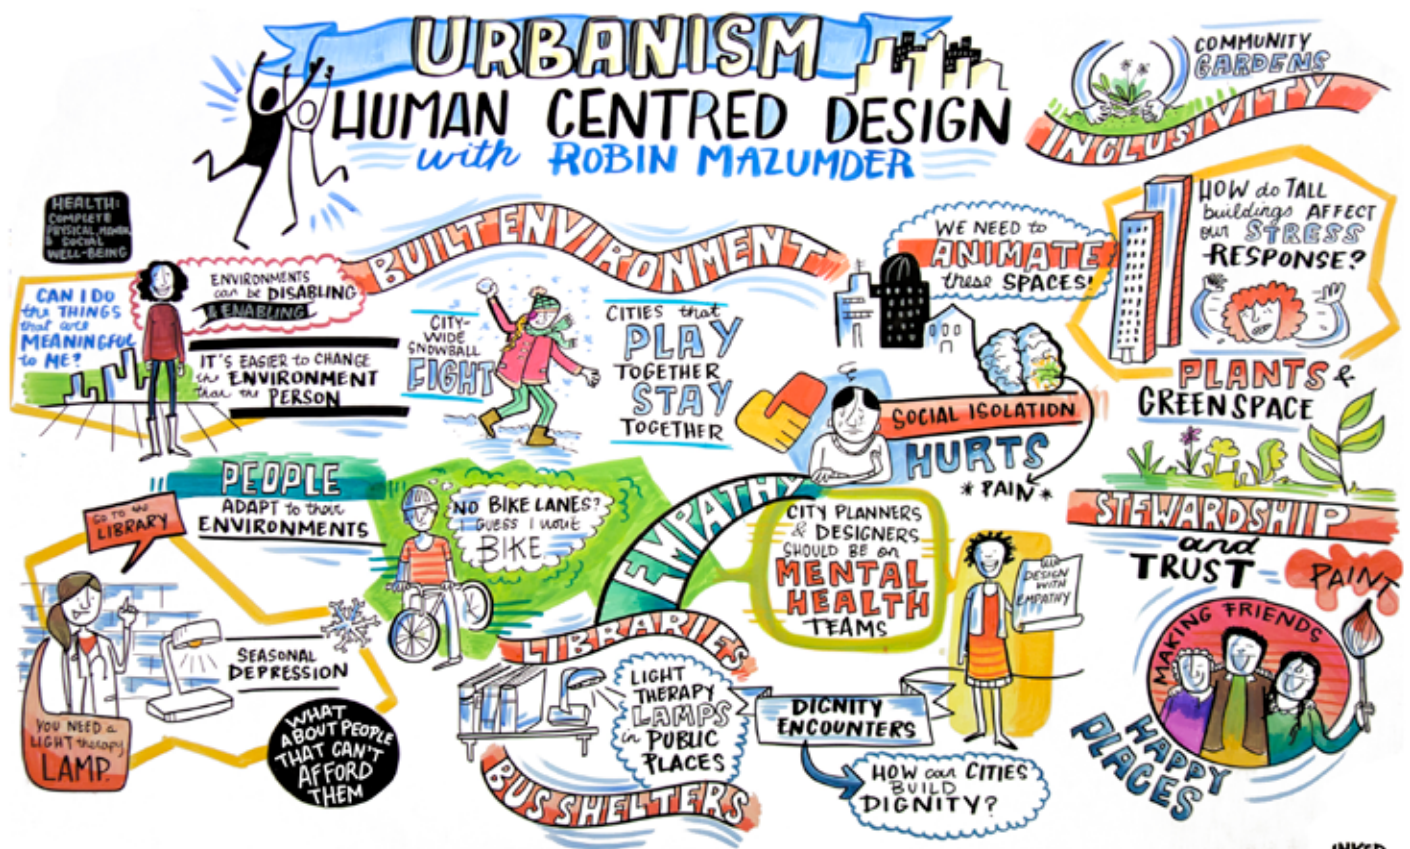 URBANISM
HUMAN CENTRED DESIGN
with ROBIN MAZUMDER
COMMUNITY
GARDENS
INCLUSIVITY
HEALTH:
COMPLETE
PHYSICAL, MENTAL
& SOCIAL
WELL-BEING
CAN I DO
the THINGS
that are
MEANINGFUL
to ME?
ENVIRONMENTS
can be DISABLING
& ENABLING
IT'S EASIER to CHANGE
the ENVIRONMENT
than the PERSON
BUILT ENVIRONMENT
CITY-
WIDE
SNOWBALL
FIGHT
CITIES that
PLAY
TOGETHER
STAY
TOGETHER
WE NEED to
ANIMATE
these SPACES!
HOW do TALL
buildings AFFECT
our STRESS
RESPONSE?
SOCIAL ISOLATION
HURTS
*PAIN*
PLANTS &
GREENSPACE
STEWARDSHIP
and
TRUST
PEOPLE
ADAPT to their
ENVIRONMENTS
GO TO the
LIBRARY
NO BIKE LANES?
I GUESS I wont
BIKE
EMPATHY
CITY PLANNERS
& DESIGNERS
SHOULD BE on
MENTAL
HEALTH
TEAMS
DESIGN
WITH
EMPATHY
PAINT
MAKING FRIENDS
HAPPY
PLACES
SEASONAL
DEPRESSION
YOU NEED a
LIGHT therapy
LAMP.
WHAT
ABOUT PEOPLE
THAT CAN'T
AFFORD
THEM
LIBRARIES
LIGHT
THERAPY
LAMPS
in PUBLIC
PLACES
BUS SHELTERS
DIGNITY
ENCOUNTERS
HOW can CITIES
BUILD
DIGNITY?